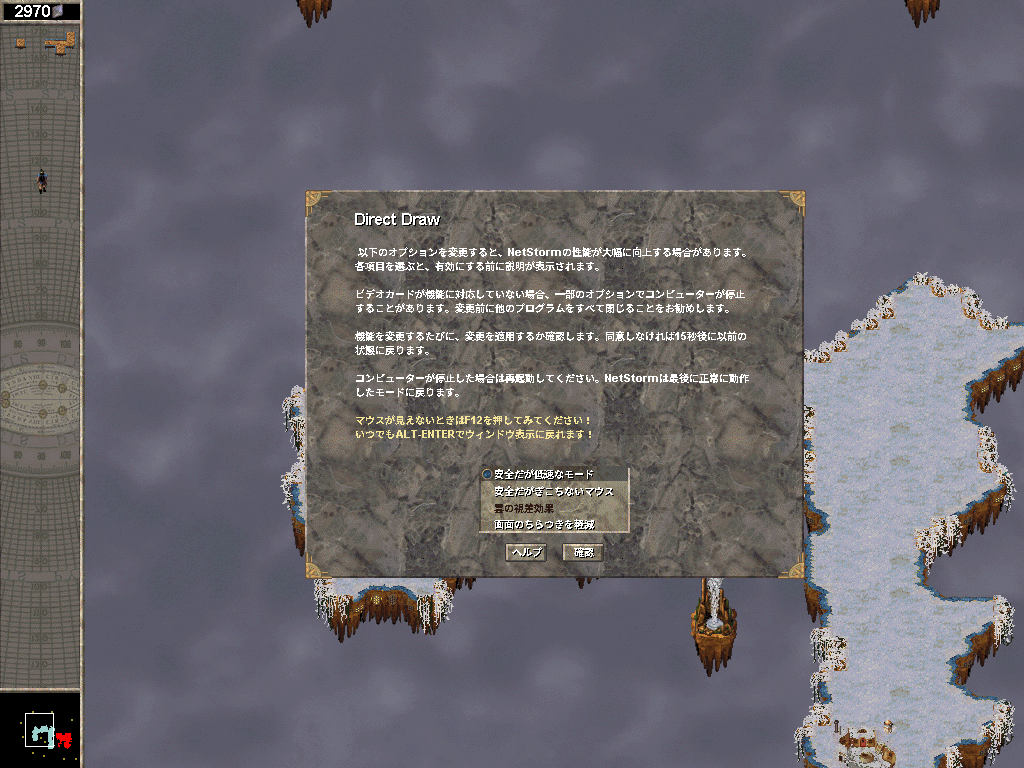 2970
Direct Draw
以下のオプションを変更すると、NetStormの性能が大幅に向上する場合があります。
各項目を選ぶと、有効にする前に説明が表示されます。
ビデオカードが機能に対応していない場合、一部のオプションでコンピューターが停止
することがあります。変更前に他のプログラムをすべて閉じることをお勧めします。
機能を変更するたびに、変更を適用するか確認します。同意しなければ15秒後に以前の
状態に戻ります。
コンピューターが停止した場合は再起動してください。NetStormは最後に正常に動作
したモードに戻ります。
マウスが見えないときはF12を押してみてください！
いつでもALT-ENTERでウィンドウ表示に戻れます！
安全だが低速なモード
安全だがぎこちないマウス
雲の視差効果
画面のちらつきを軽減
ヘルプ
確認